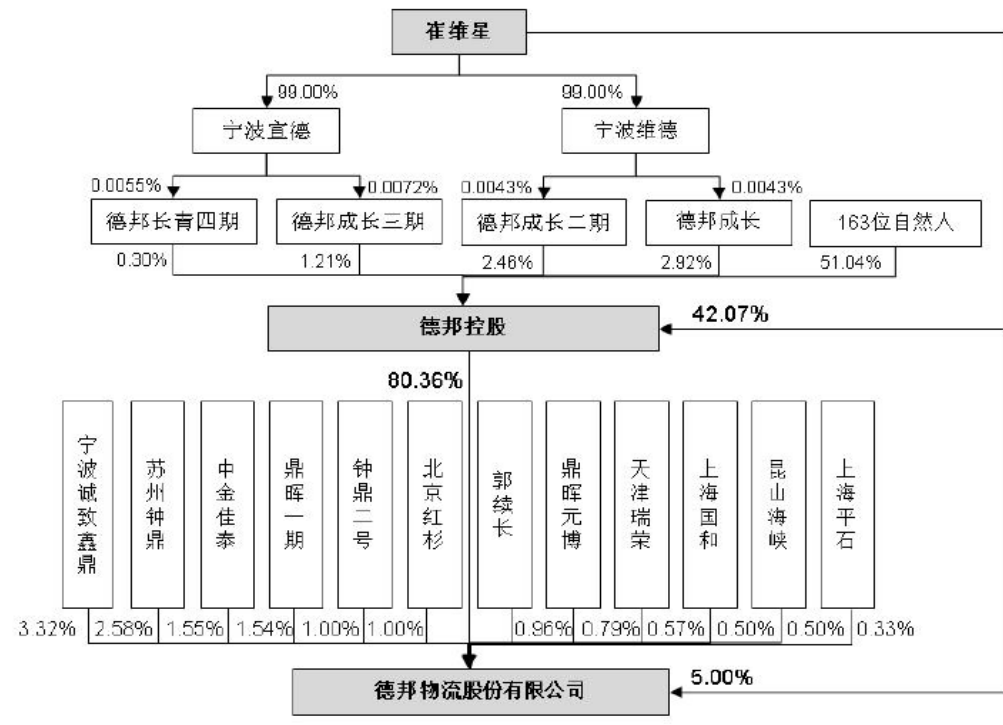 崔维星
99.00%
99.00%
宁波宣德
宁波维德
0.0055%
0.0072%
0.0043%
0.0043%
德邦长青四期
德邦成长三期
德邦成长二期
德邦成长
163位自然人
0.30%
1.21%
2.46%
2.92%
51.04%
德邦控股
42.07%
80.36%
宁波诚致鑫鼎
苏州钟鼎
中金佳泰
鼎晖一期
钟鼎二号
北京红杉
郭续长
鼎晖元博
天津瑞荣
上海国和
昆山海峡
上海平石
3.32%
2.58%
1.55%
1.54%
1.00%
1.00%
0.96%
0.79%
0.57%
0.50%
0.50%
0.33%
德邦物流股份有限公司
5.00%